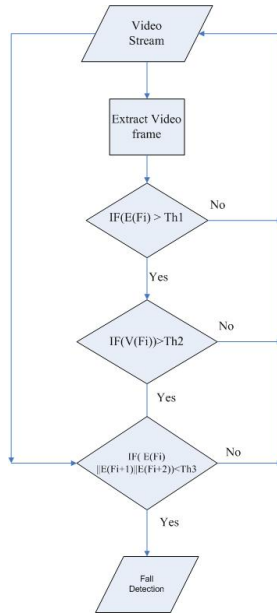 Video
Stream
Extract Video
frame
IF(E(Fi) > Th1
No
Yes
IF(V(Fi))>Th2
No
Yes
IF( E(Fi)
||E(Fi+1)||E(Fi+2))<Th3
No
Yes
Fall
Detection